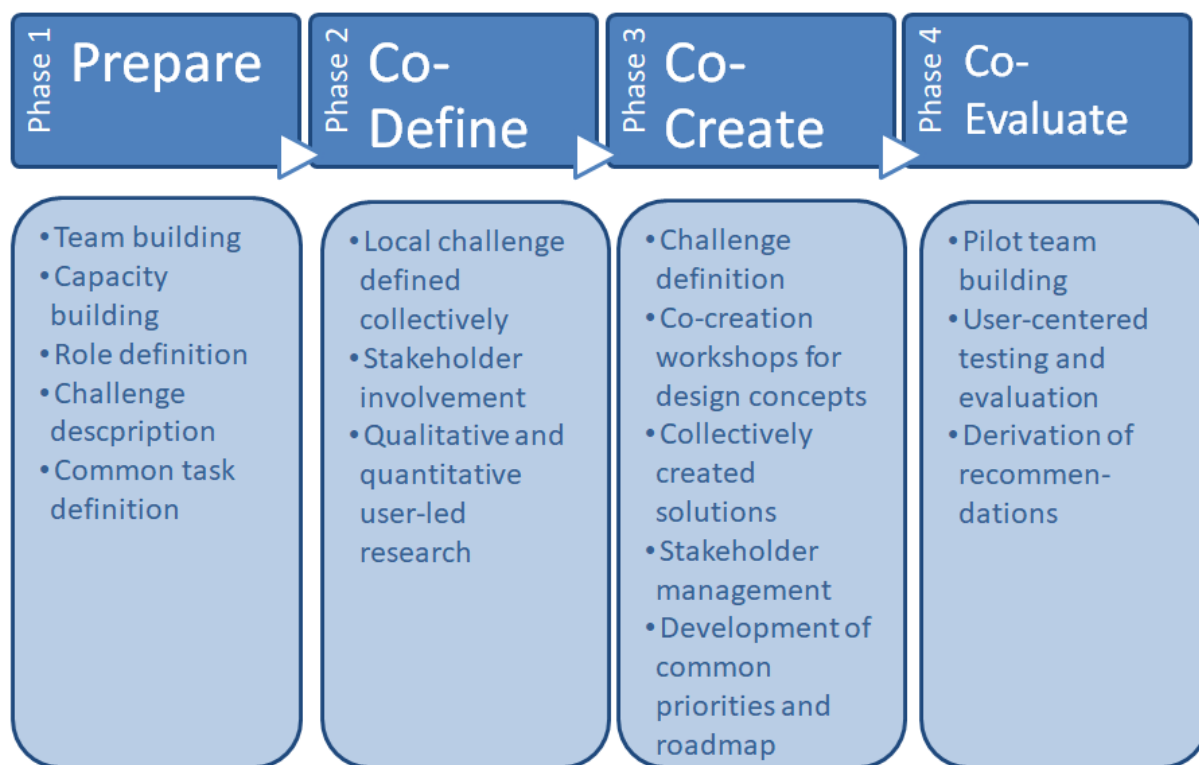 Phase 1
Prepare
Phase 2
Co-
Define
Phase 3
Co-
Create
Phase 4
Co-
Evaluate
• Team building
• Capacity
building
• Role definition
• Challenge
descpription
• Common task
definition
• Local challenge
defined
collectively
• Stakeholder
involvement
• Qualitative and
quantitative
user-led
research
• Challenge
definition
• Co-creation
workshops for
design concepts
• Collectively
created
solutions
• Stakeholder
management
• Development of
common
priorities and
roadmap
• Pilot team
building
• User-centered
testing and
evaluation
• Derivation of
recommen-
dations